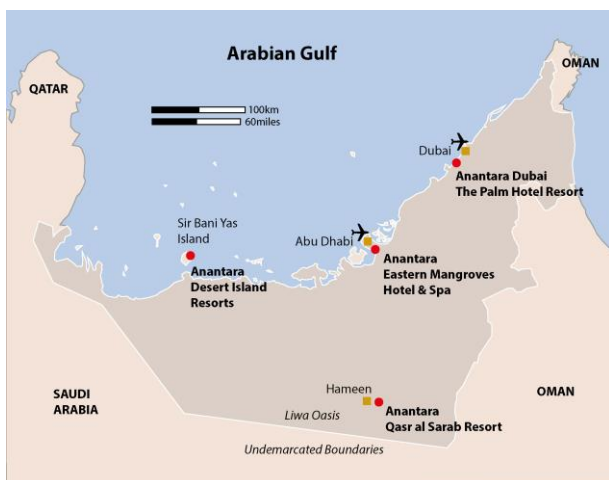 Arabian Gulf
OMAN
QATAR
100km
60miles
Dubai
Anantara Dubai
The Palm Hotel Resort
Sir Bani Yas
Island
Abu Dhabi
Anantara
Desert Island
Resorts
Anantara
Eastern Mangroves
Hotel & Spa
SAUDI
ARABIA
Hameen
OMAN
Liwa Oasis
Anantara
Qasr al Sarab Resort
Undemarcated Boundaries